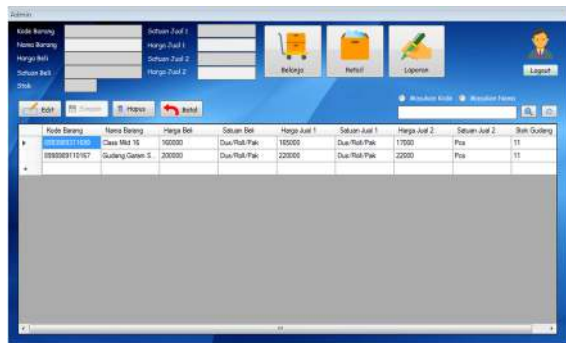 Admin
Kode Barang
Nama Barang
Harga Beli
Satuan Beli
Stok
Satuan Jual 1
Harga Jual 1
Satuan Jual 2
Harga Jual 2
Belanja
Retail
Laporan
Logout
Masukan Kode Masukan Nama
Edit Simpan Hapus Batal
Kode Barang Nama Barang Harga Beli Satuan Beli Harga Jual 1 Satuan Jual 1 Harga Jual 2 Satuan Jual 2 Stok Gudang
Class Mild 16 160000 Dus/Roll/Pak 165000 Dus/Roll/Pak 17000 Pcs 11
8998989110167 Gudang Garam S... 200000 Dus/Roll/Pak 220000 Dus/Roll/Pak 22000 Pcs 11